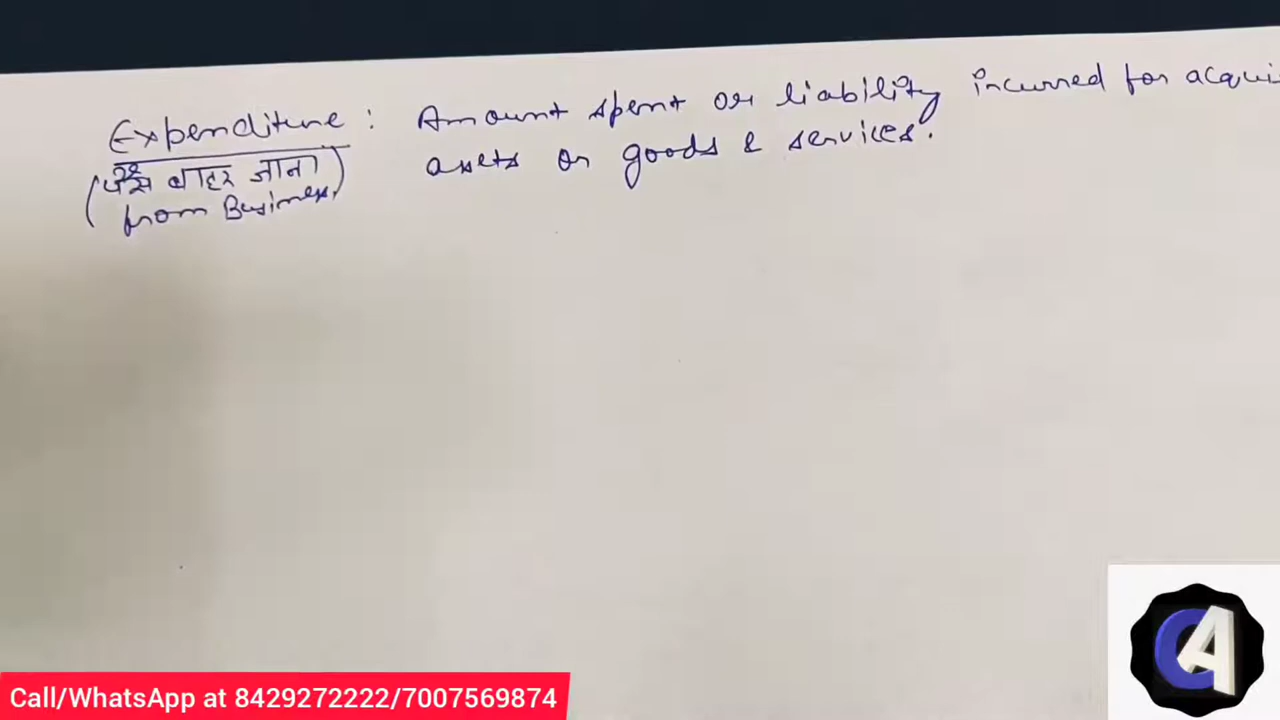 Expenditure : Amount spent or liability incurred for acqui
assets or goods & services.
(पैसे बाहर जाना
from Business)
Call/WhatsApp at 8429272222/7007569874
CA